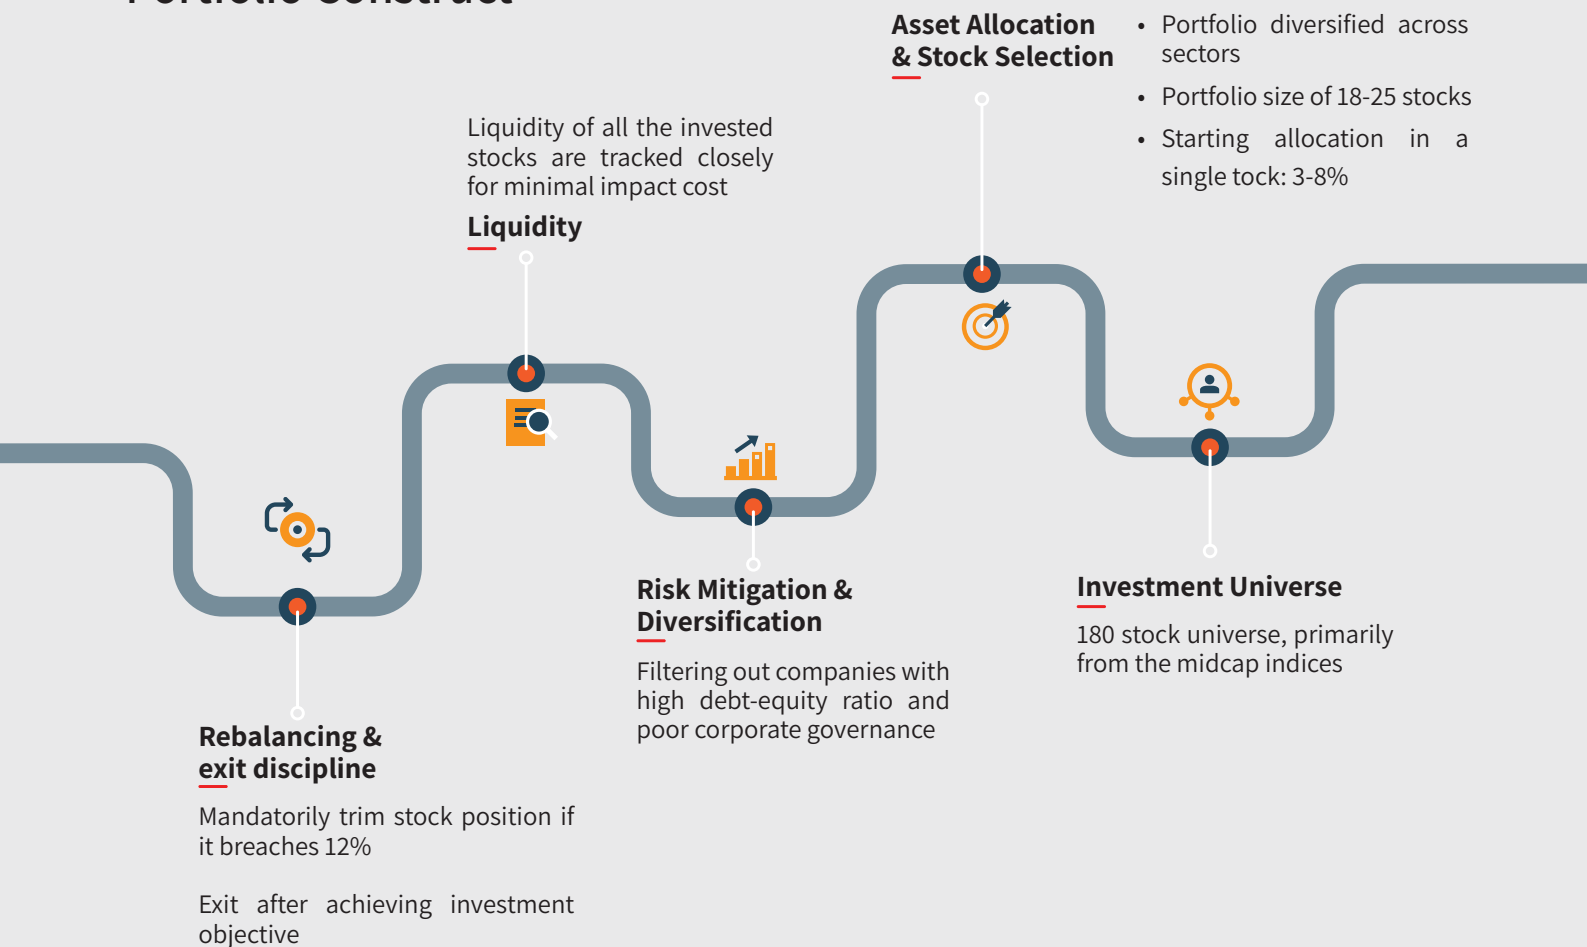 Portfolio Construct
Asset Allocation
& Stock Selection
• Portfolio diversified across
sectors
• Portfolio size of 18-25 stocks
• Starting allocation in a
single tock: 3-8%
Liquidity of all the invested
stocks are tracked closely
for minimal impact cost
Liquidity
Risk Mitigation &
Diversification
Filtering out companies with
high debt-equity ratio and
poor corporate governance
Investment Universe
180 stock universe, primarily
from the midcap indices
Rebalancing &
exit discipline
Mandatorily trim stock position if
it breaches 12%
Exit after achieving investment
objective